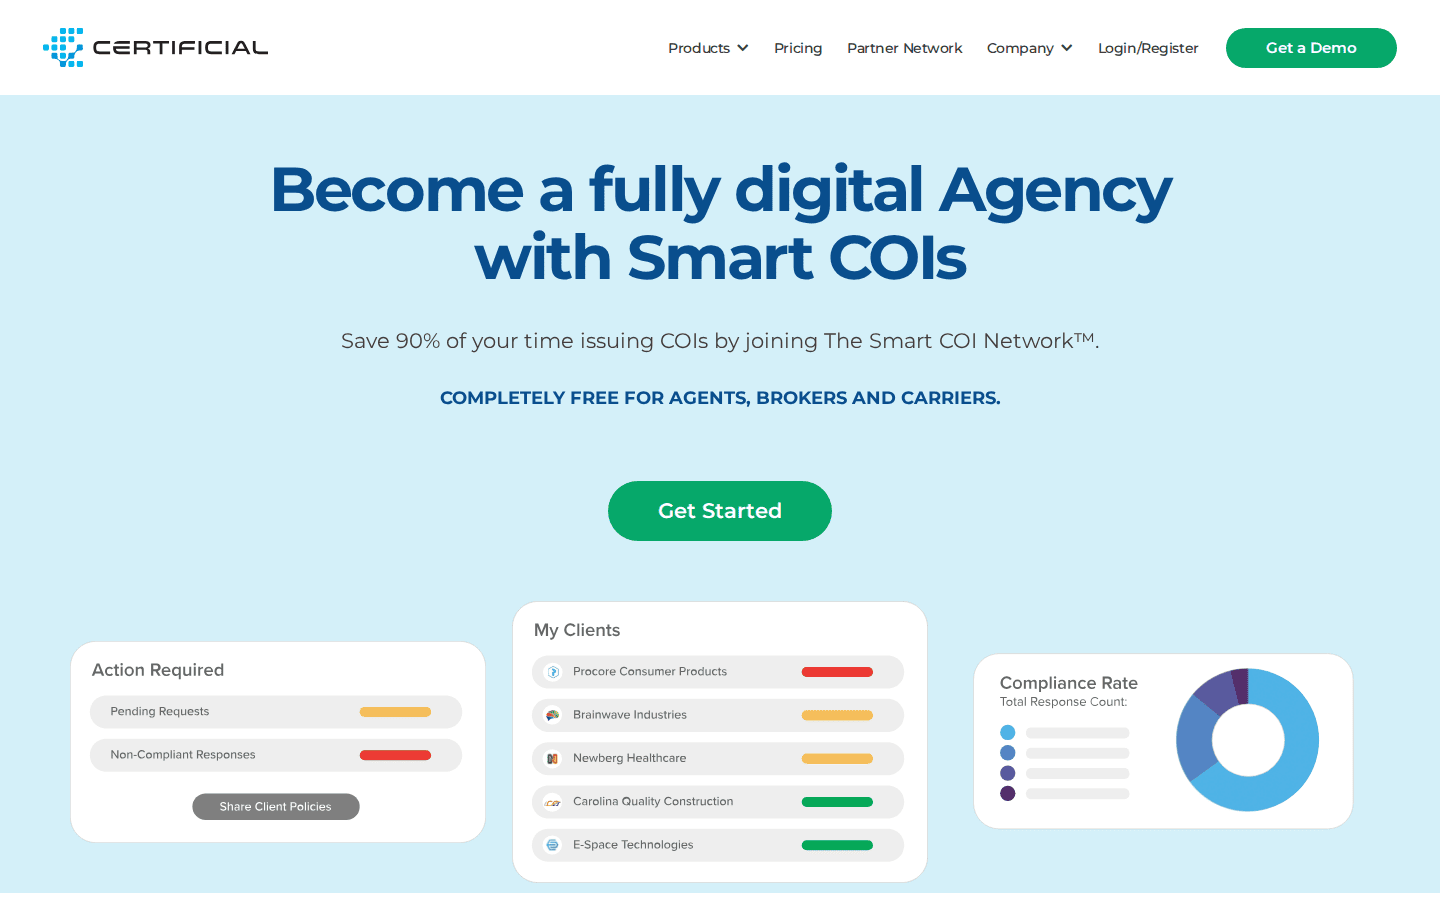 CERTIFICIAL
Products
Pricing
Partner Network
Company
Login/Register
Get a Demo
Become a fully digital Agency
with Smart COIs
Save 90% of your time issuing COIs by joining The Smart COI Network™.
COMPLETELY FREE FOR AGENTS, BROKERS AND CARRIERS.
Get Started
Action Required
Pending Requests
Non-Compliant Responses
Share Client Policies
My Clients
Procore Consumer Products
Brainwave Industries
Newberg Healthcare
Carolina Quality Construction
E-Space Technologies
Compliance Rate
Total Response Count: